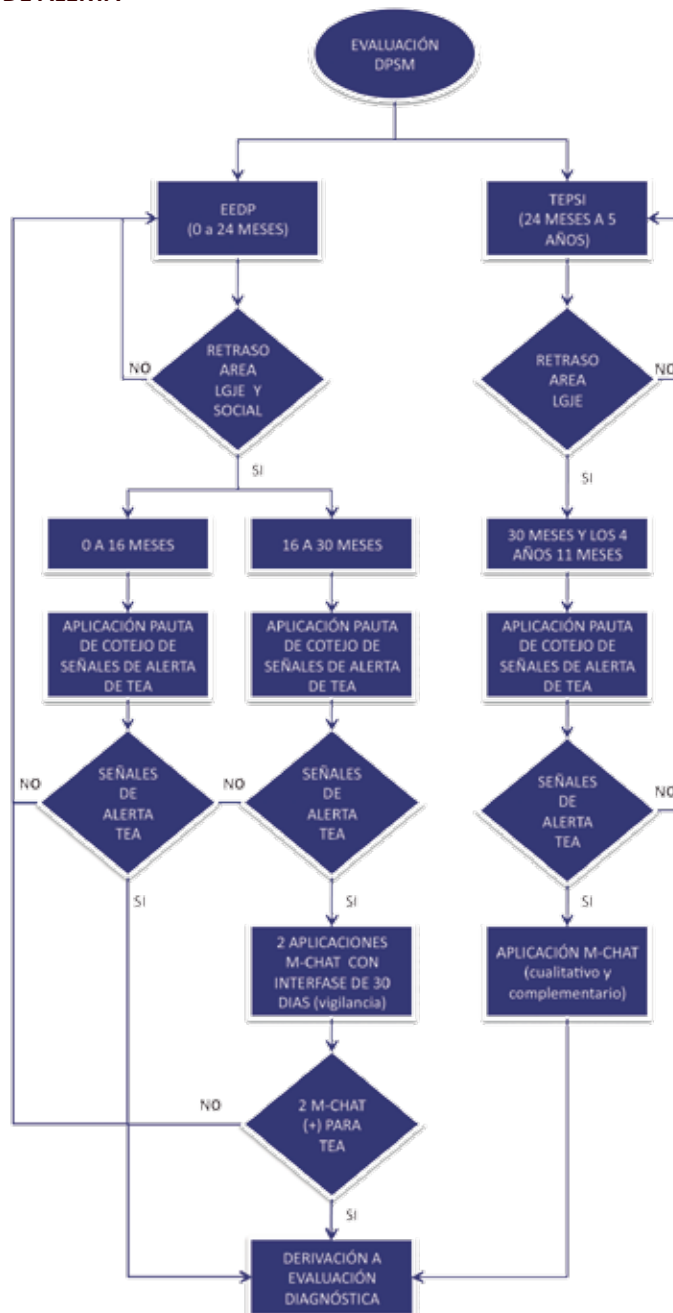 DE ALERTA
EVALUACIÓN
DPSM
EEDP
(0 a 24 MESES)
TEPSI
(24 MESES A 5
AÑOS)
RETRASO
AREA
LGJE Y
SOCIAL
NO
SI
RETRASO
AREA
LGJE
NO
SI
0 A 16 MESES
16 A 30 MESES
30 MESES Y LOS 4
AÑOS 11 MESES
APLICACIÓN PAUTA
DE COTEJO DE
SEÑALES DE ALERTA
DE TEA
APLICACIÓN PAUTA
DE COTEJO DE
SEÑALES DE ALERTA
DE TEA
APLICACIÓN PAUTA
DE COTEJO DE
SEÑALES DE ALERTA
DE TEA
NO
SEÑALES
DE
ALERTA
TEA
SI
NO
SEÑALES
DE
ALERTA
TEA
SI
SEÑALES
DE
ALERTA
TEA
NO
SI
2 APLICACIONES
M-CHAT CON
INTERFASE DE 30
DIAS (vigilancia)
APLICACIÓN M-CHAT
(cualitativo y
complementario)
NO
2 M-CHAT
(+) PARA
TEA
SI
DERIVACIÓN A
EVALUACIÓN
DIAGNÓSTICA